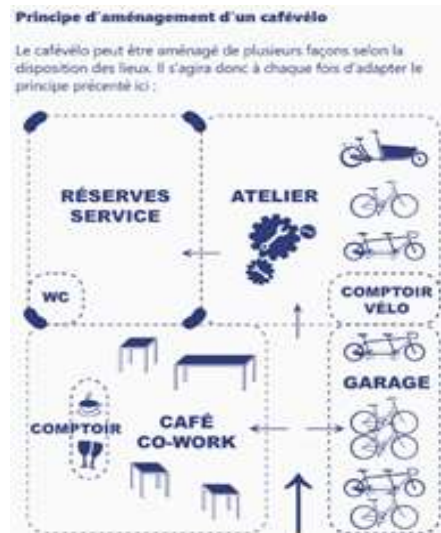 Principe d'aménagement d'un cafévélo
Le cafévélo peut être aménagé de plusieurs façons selon la
disposition des lieux. Il s'agira donc à chaque fois d'adapter le
principe précenté ici :
RÉSERVES
SERVICE
ATELIER
WC
COMPTOIR
VÉLO
GARAGE
COMPTOIR
CAFÉ
CO-WORK